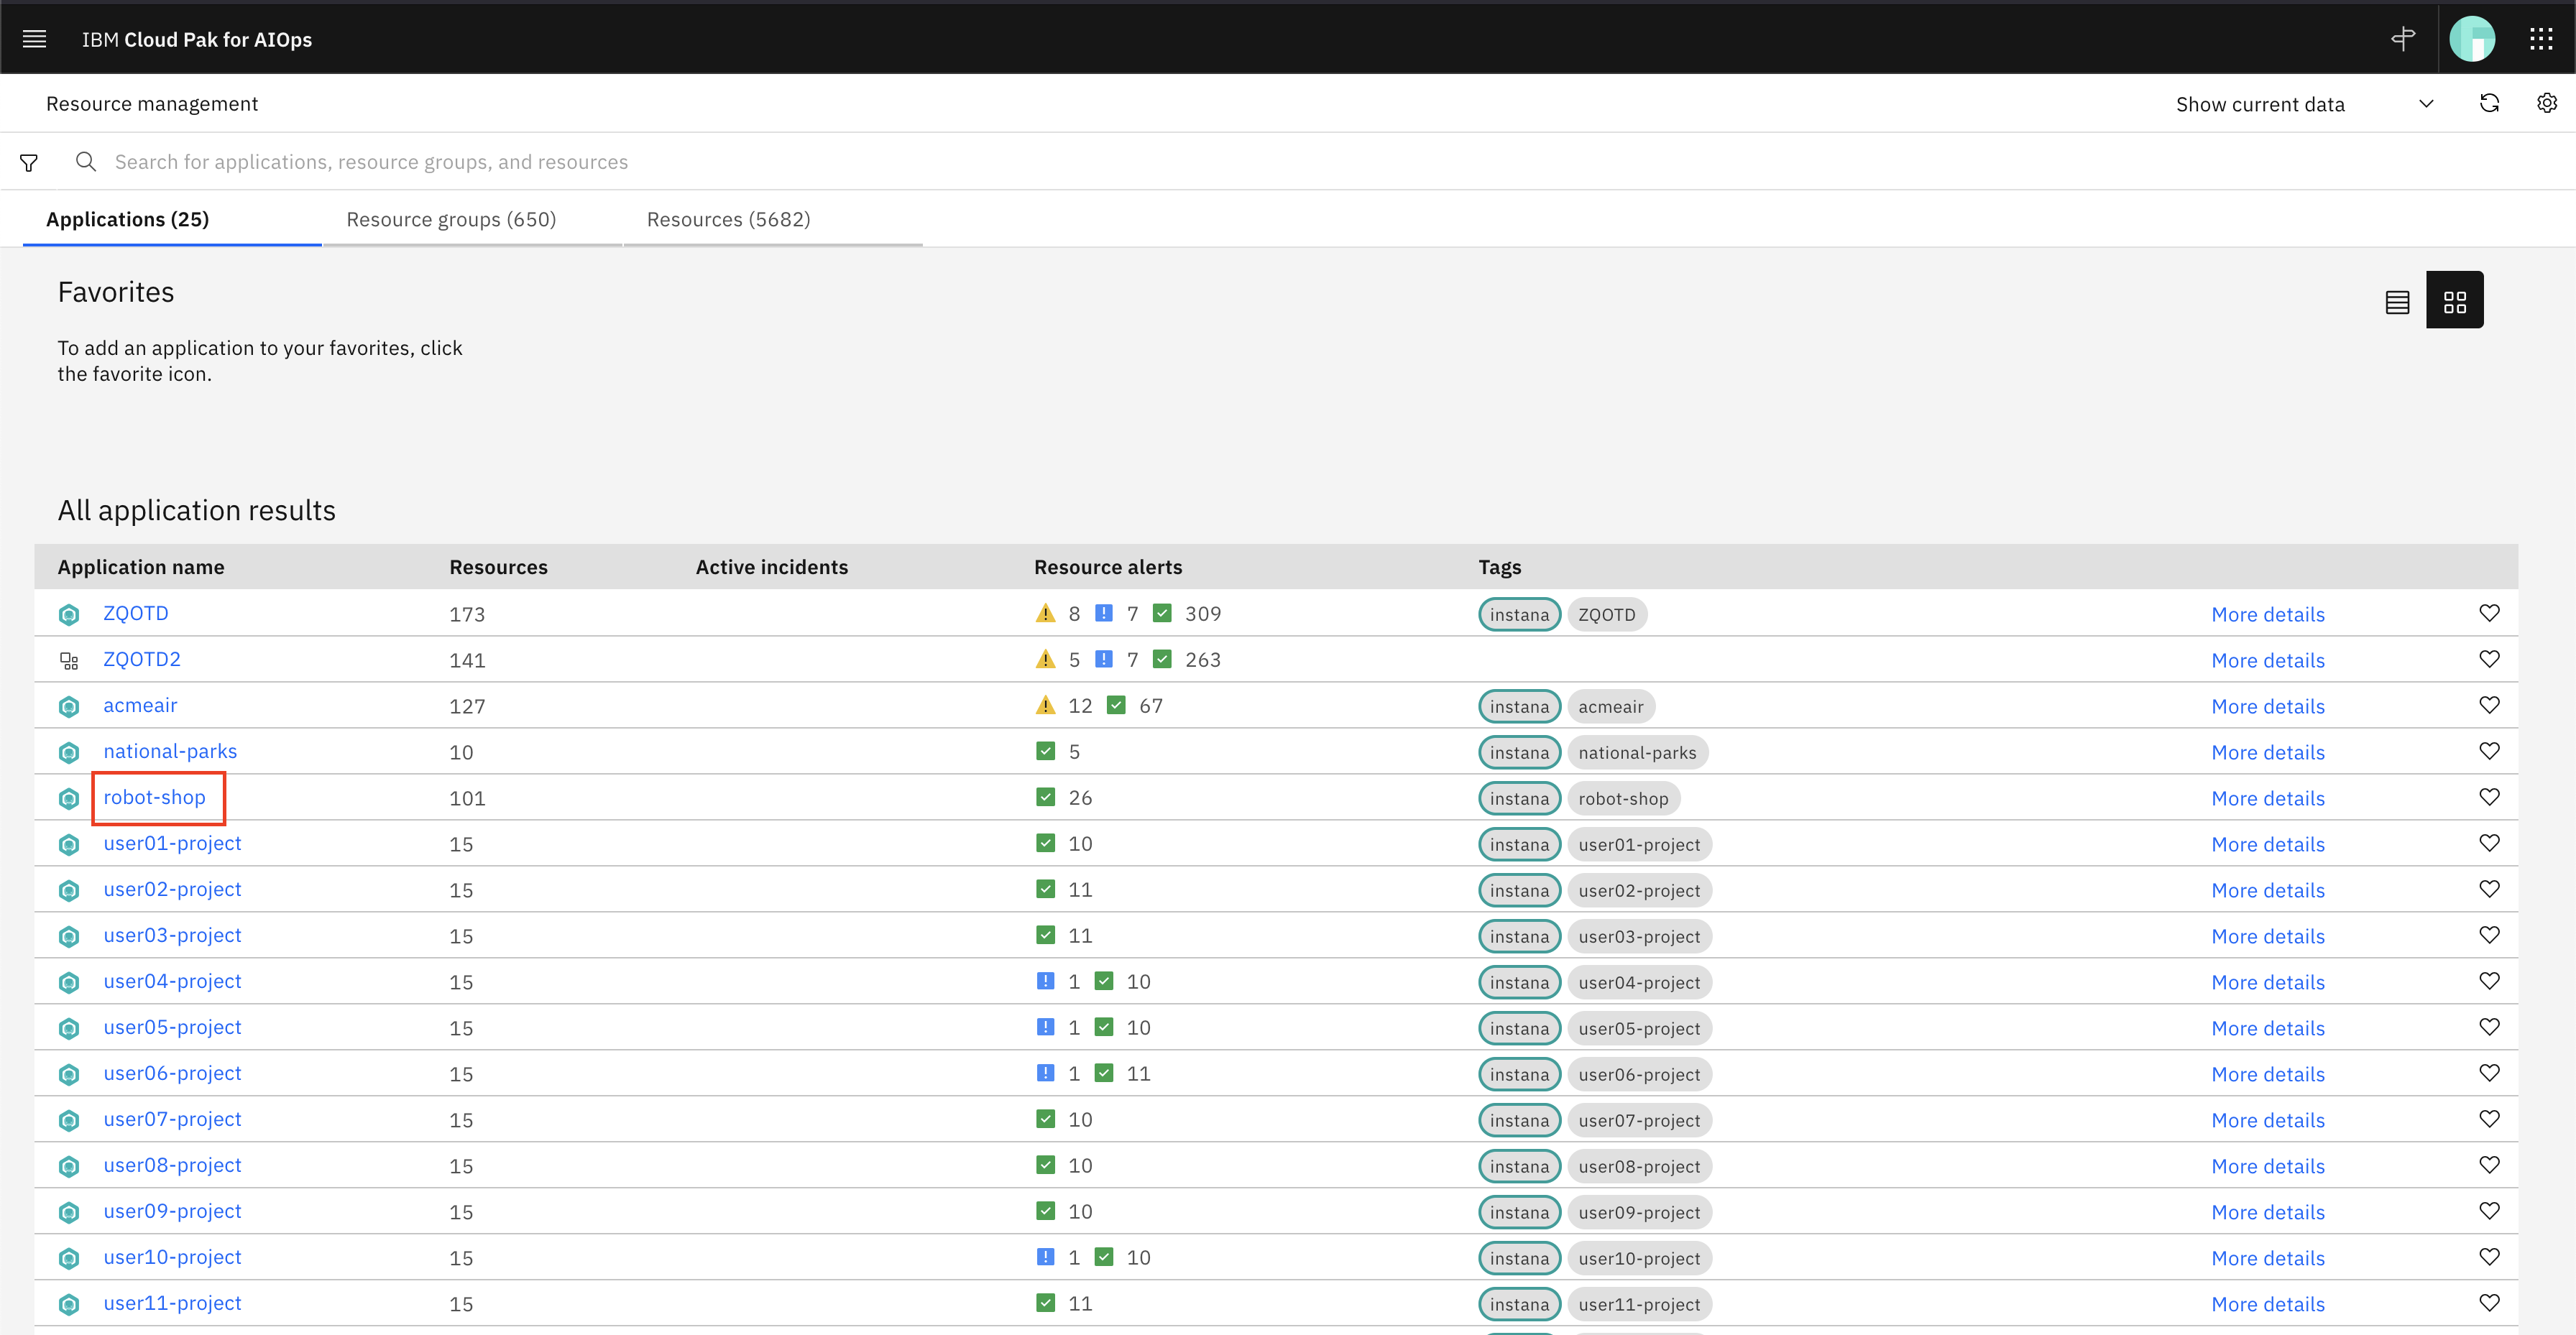 IBM Cloud Pak for AIOps
Resource management
Show current data
Search for applications, resource groups, and resources
Applications (25) Resource groups (650) Resources (5682)
Favorites
To add an application to your favorites, click
the favorite icon.
All application results
Application name Resources Active incidents Resource alerts Tags
ZQOTD 173 8 7 309 instana ZQOTD More details
ZQOTD2 141 5 7 263 More details
acmeair 127 12 67 instana acmeair More details
national-parks 10 5 instana national-parks More details
robot-shop 101 26 instana robot-shop More details
user01-project 15 10 instana user01-project More details
user02-project 15 11 instana user02-project More details
user03-project 15 11 instana user03-project More details
user04-project 15 1 10 instana user04-project More details
user05-project 15 1 10 instana user05-project More details
user06-project 15 1 11 instana user06-project More details
user07-project 15 10 instana user07-project More details
user08-project 15 10 instana user08-project More details
user09-project 15 10 instana user09-project More details
user10-project 15 1 10 instana user10-project More details
user11-project 15 11 instana user11-project More details